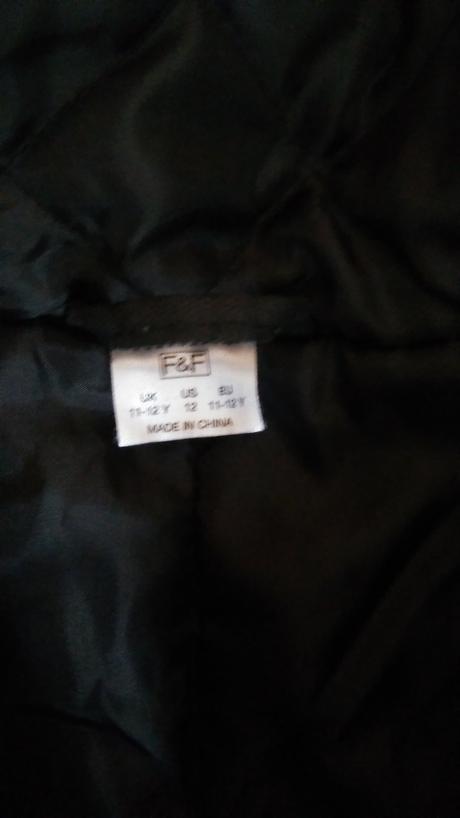 F&F
UK US EU
11-12 Y 12 11-12 Y
MADE IN CHINA